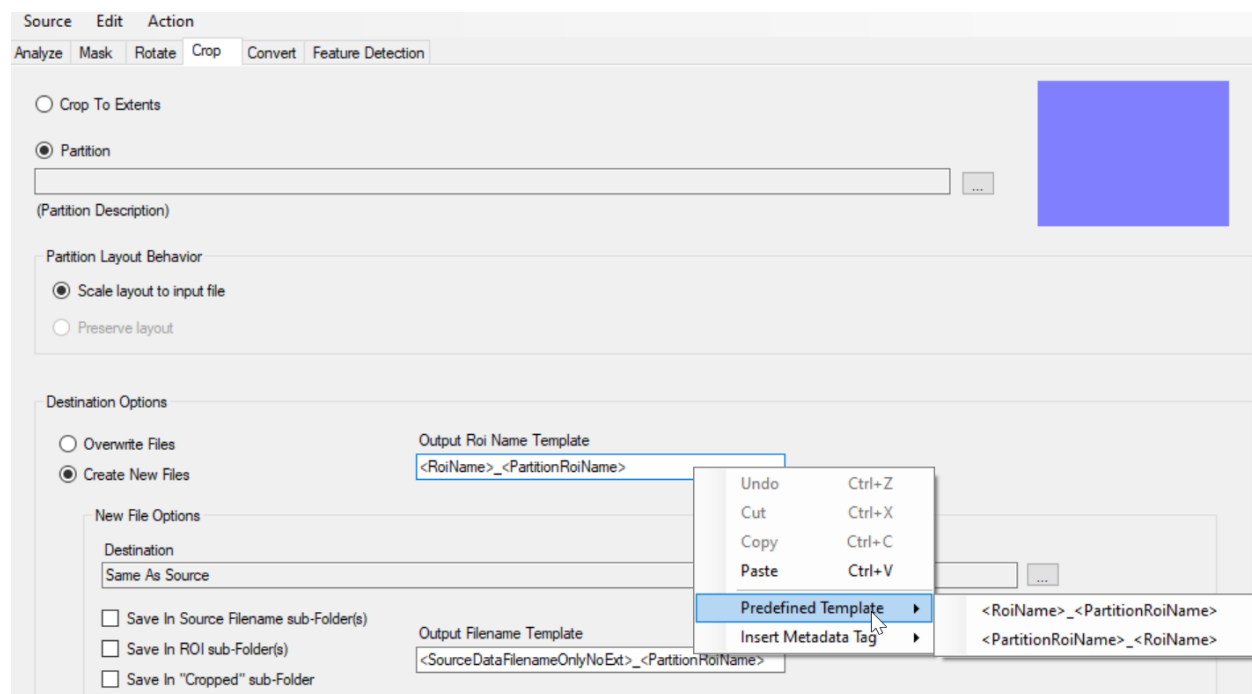 Source Edit Action
Analyze Mask Rotate Crop Convert Feature Detection
Crop To Extents
Partition
...
(Partition Description)
Partition Layout Behavior
Scale layout to input file
Preserve layout
Destination Options
Overwrite Files
Create New Files
Output Roi Name Template
<RoiName>_<PartitionRoiName>
Undo Ctrl+Z
Cut Ctrl+X
Copy Ctrl+C
Paste Ctrl+V
Predefined Template
Insert Metadata Tag
<RoiName>_<PartitionRoiName>
<PartitionRoiName>_<RoiName>
New File Options
Destination
Same As Source
...
Save In Source Filename sub-Folder(s)
Save In ROI sub-Folder(s)
Save In "Cropped" sub-Folder
Output Filename Template
<SourceDataFilenameOnlyNoExt>_<PartitionRoiName>